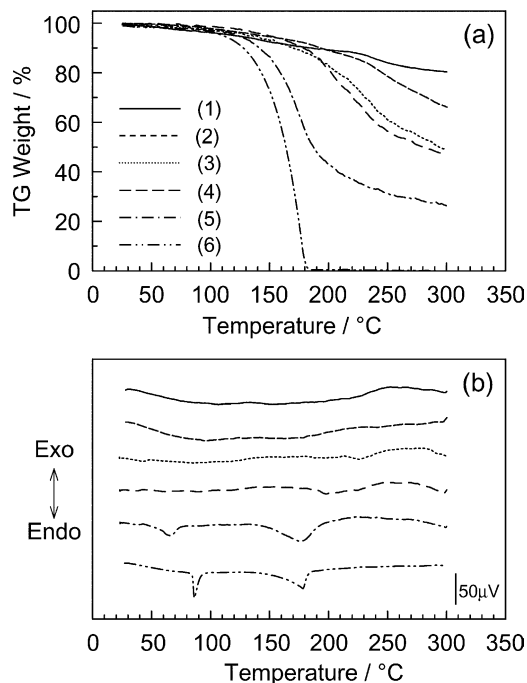 (a)
TG Weight / %
100
80
60
40
20
0
(1)
(2)
(3)
(4)
(5)
(6)
0 50 100 150 200 250 300 350
Temperature / °C
(b)
Exo
Endo
50μV
0 50 100 150 200 250 300 350
Temperature / °C